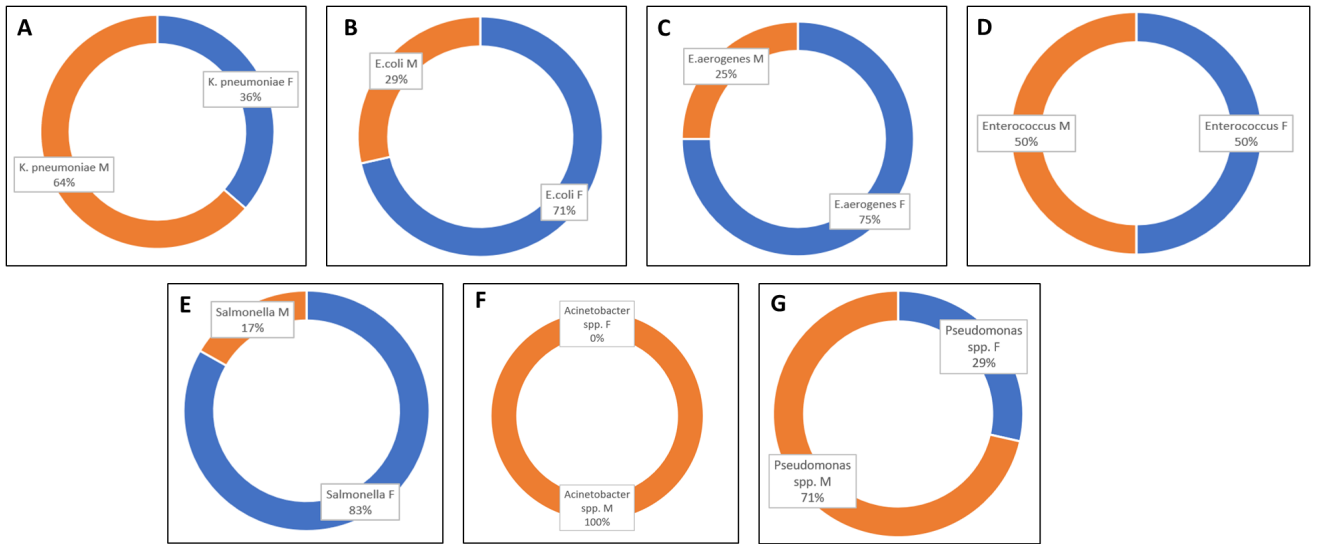 A
K. pneumoniae F
36%
K. pneumoniae M
64%
B
E.coli M
29%
E.coli F
71%
C
E.aerogenes M
25%
E.aerogenes F
75%
D
Enterococcus M
50%
Enterococcus F
50%
E
Salmonella M
17%
Salmonella F
83%
F
Acinetobacter
spp. F
0%
Acinetobacter
spp. M
100%
G
Pseudomonas
spp. F
29%
Pseudomonas
spp. M
71%